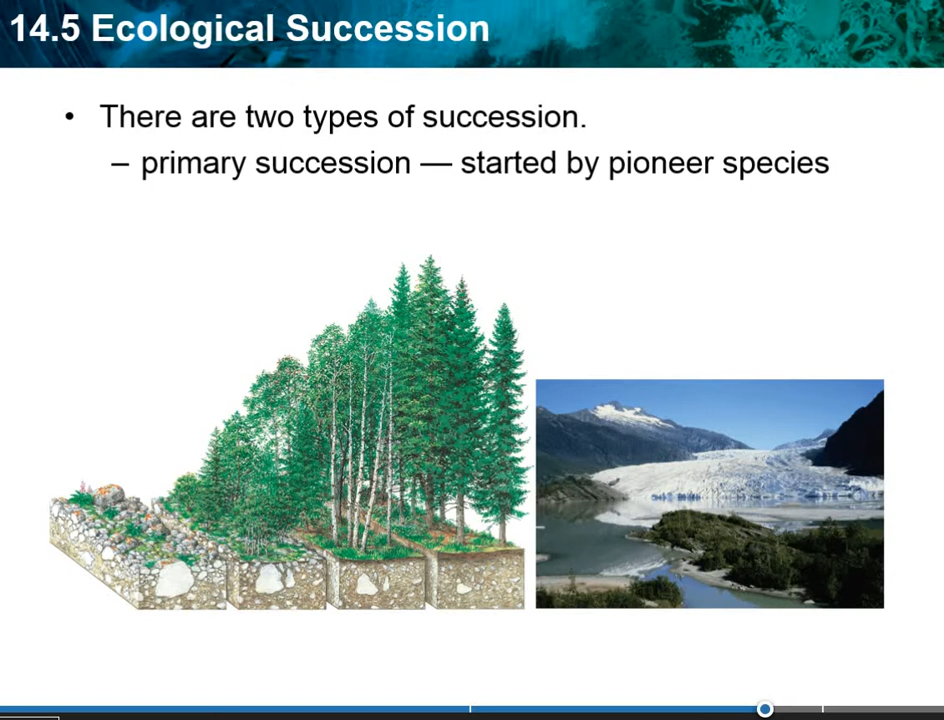 14.5 Ecological Succession
• There are two types of succession.
– primary succession — started by pioneer species